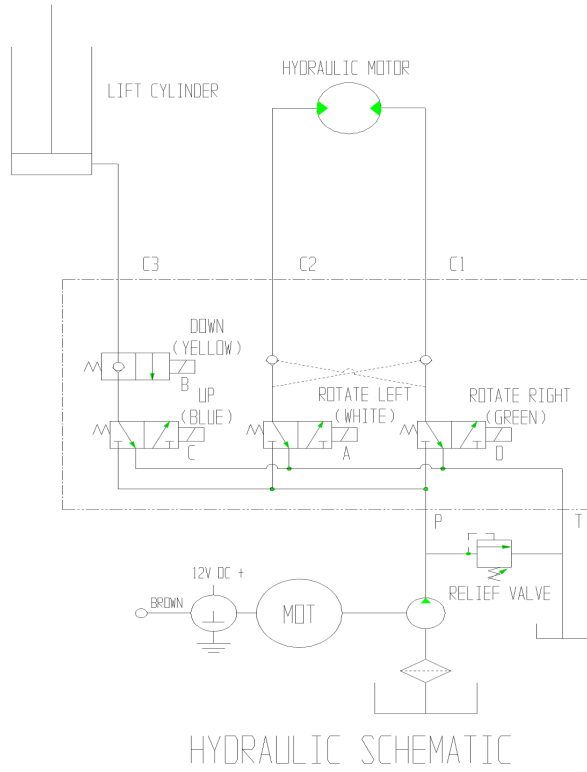 HYDRAULIC MOTOR
LIFT CYLINDER
C3
C2
C1
DOWN
(YELLOW)
B
UP
(BLUE)
C
ROTATE LEFT
(WHITE)
A
ROTATE RIGHT
(GREEN)
D
P
T
RELIEF VALVE
12V DC +
BROWN
MOT
HYDRAULIC SCHEMATIC